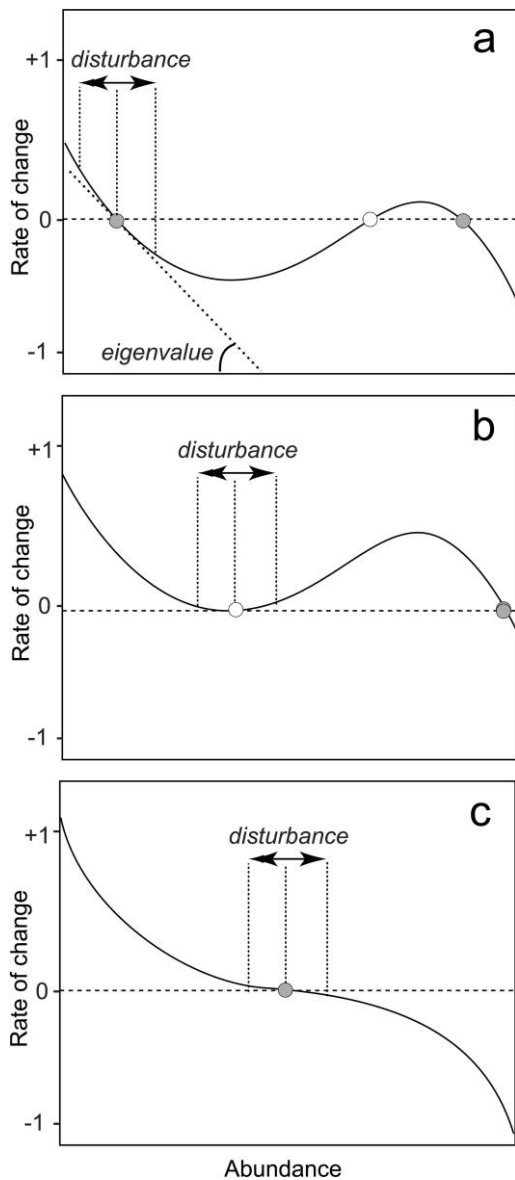 a
+1
disturbance
Rate of change
0
eigenvalue
-1
b
+1
disturbance
Rate of change
0
-1
c
+1
disturbance
Rate of change
0
-1
Abundance